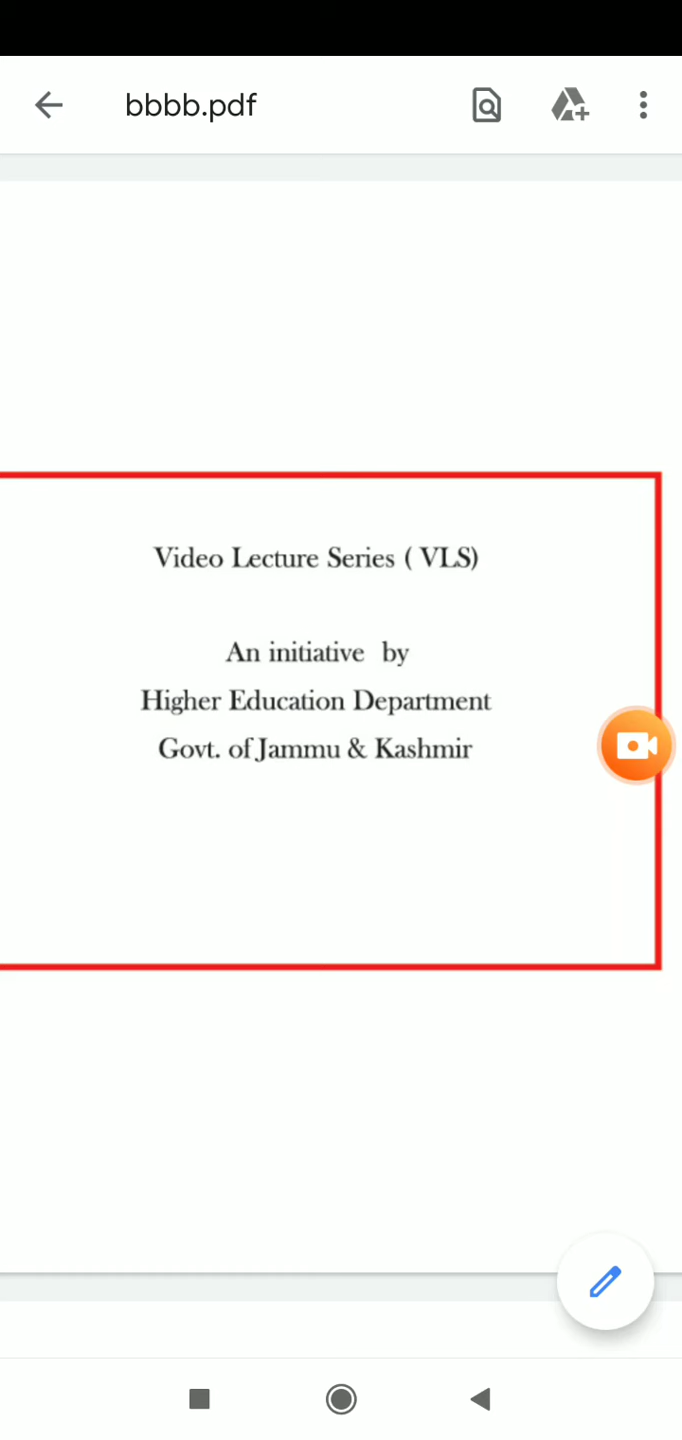 bbbb.pdf
Video Lecture Series ( VLS)
An initiative by
Higher Education Department
Govt. of Jammu & Kashmir